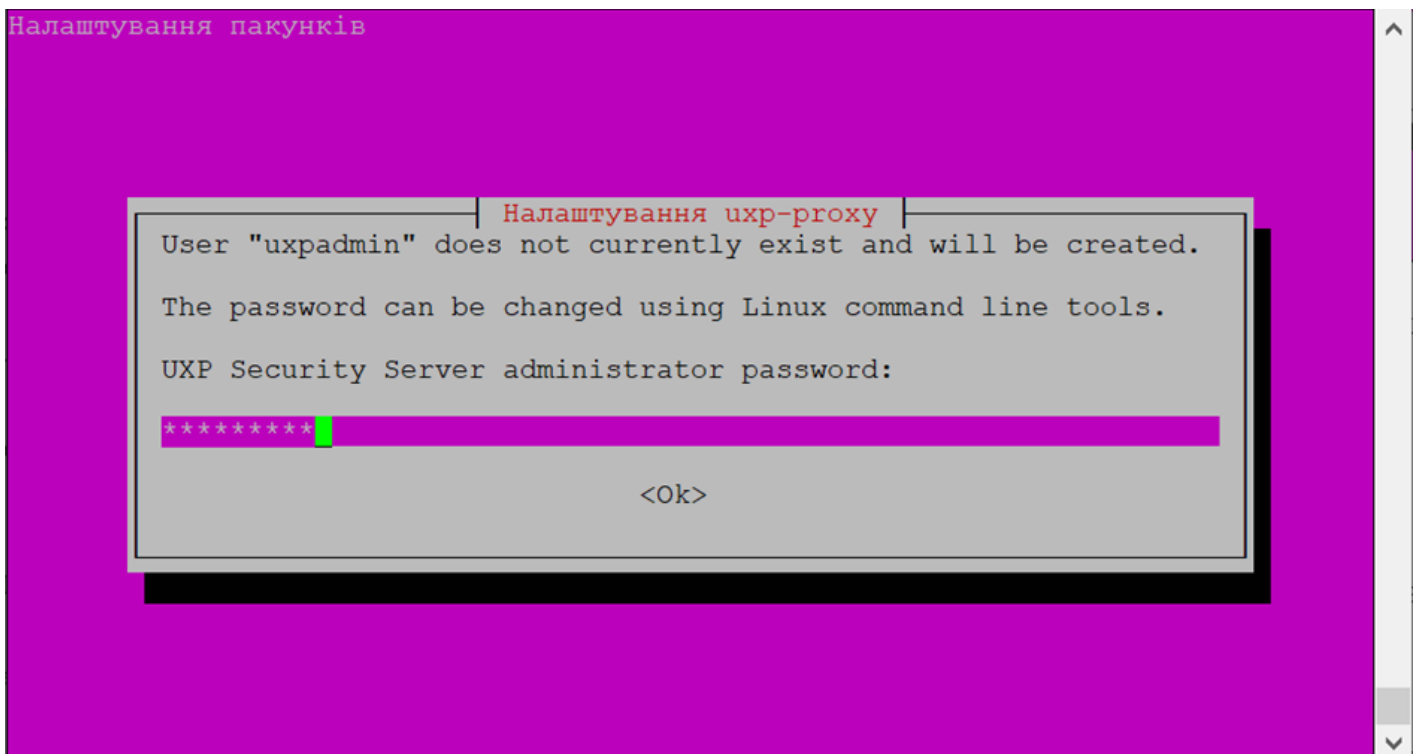 Налаштування пакунків
Налаштування uxp-proxy
User "uxpadmin" does not currently exist and will be created.
The password can be changed using Linux command line tools.
UXP Security Server administrator password:
*********
<Ok>